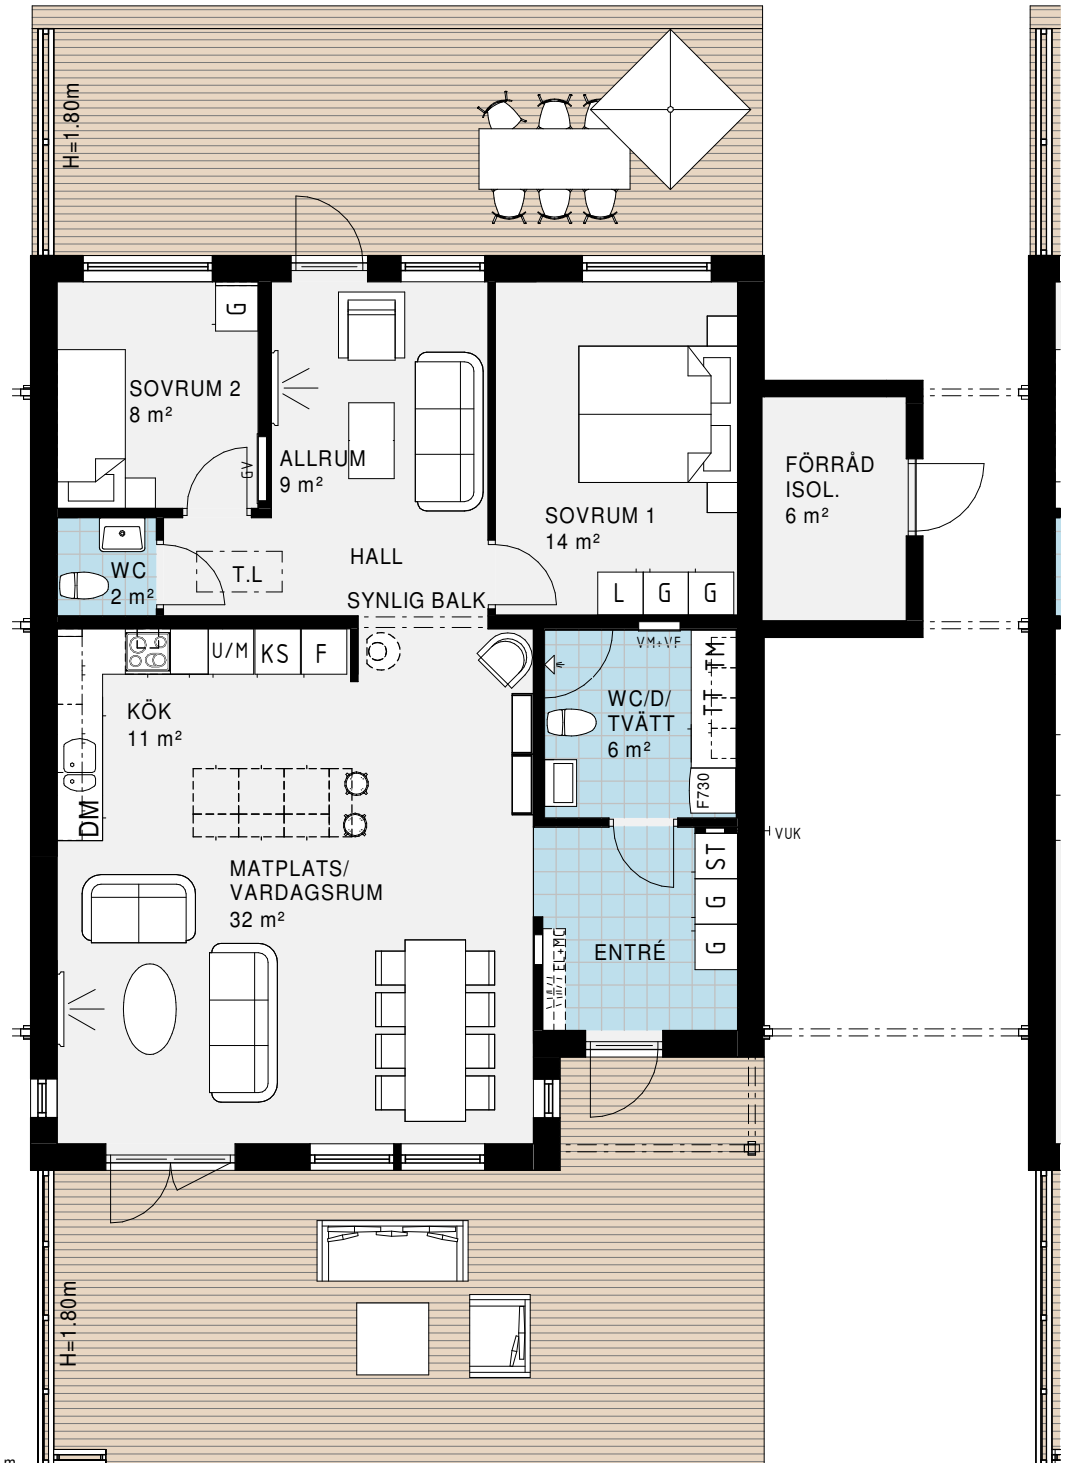 H=1.80m
G
SOVRUM 2
8 m²
GV
ALLRUM
9 m²
SOVRUM 1
14 m²
FÖRRÅD
ISOL.
6 m²
WC
2 m²
T.L
HALL
SYNLIG BALK
L
G
G
U/M
KS
F
VM+VF
TM
TT
KÖK
11 m²
WC/D/
TVÄTT
6 m²
F730
DM
VUK
ST
G
G
MATPLATS/
VARDAGSRUM
32 m²
ENTRÉ
H=1.80m
m